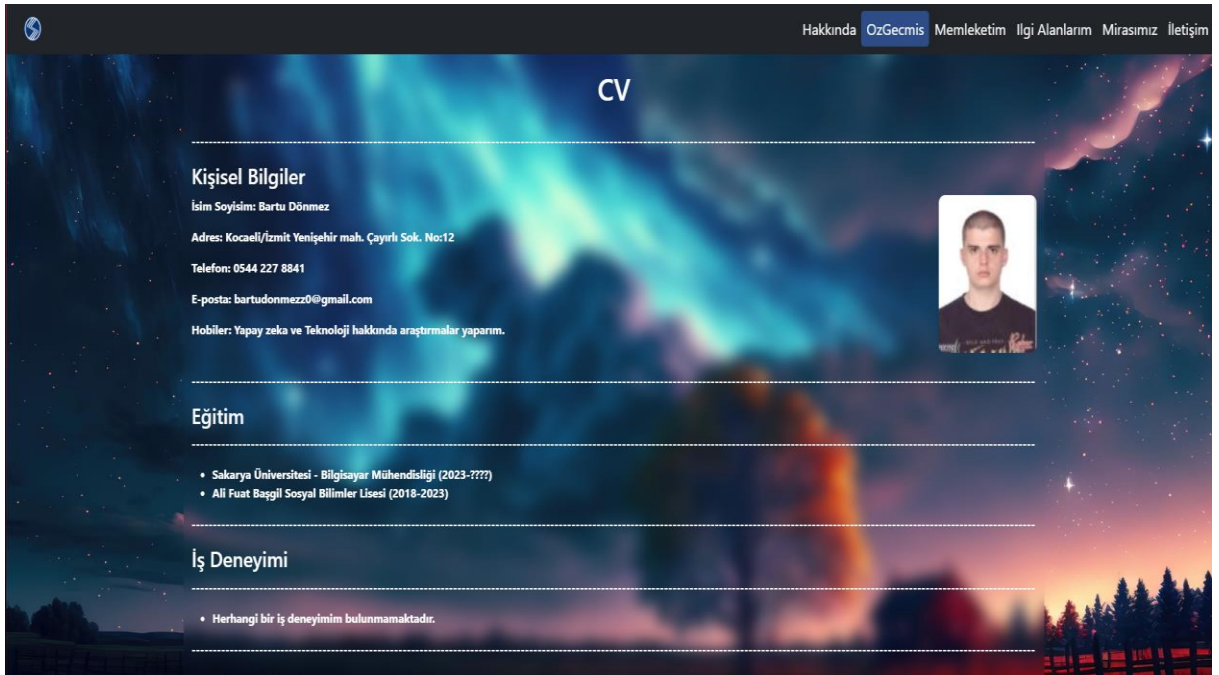 Hakkında OzGecmis Memleketim Ilgi Alanlarım Mirasımız İletişim
CV
Kişisel Bilgiler
İsim Soyisim: Bartu Dönmez
Adres: Kocaeli/İzmit Yenişehir mah. Çayırlı Sok. No:12
Telefon: 0544 227 8841
E-posta: bartudonmezz0@gmail.com
Hobiler: Yapay zeka ve Teknoloji hakkında araştırmalar yaparım.
Eğitim
• Sakarya Üniversitesi - Bilgisayar Mühendisliği (2023-????)
• Ali Fuat Başgil Sosyal Bilimler Lisesi (2018-2023)
İş Deneyimi
• Herhangi bir iş deneyimim bulunmamaktadır.